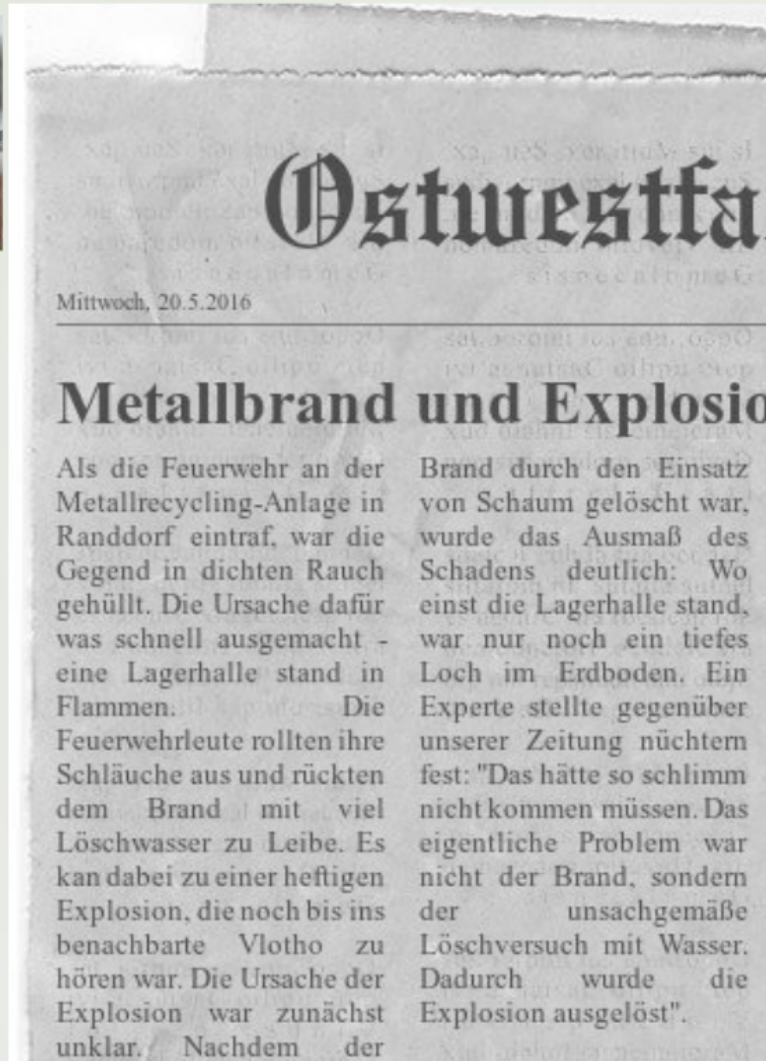 Ostwestfa
Mittwoch, 20.5.2016
Metallbrand und Explosio
Als die Feuerwehr an der
Metallrecycling-Anlage in
Randdorf eintraf, war die
Gegend in dichten Rauch
gehüllt. Die Ursache dafür
was schnell ausgemacht -
eine Lagerhalle stand in
Flammen. Die
Feuerwehrleute rollten ihre
Schläuche aus und rückten
dem Brand mit viel
Löschwasser zu Leibe. Es
kan dabei zu einer heftigen
Explosion, die noch bis ins
benachbarte Vlotho zu
hören war. Die Ursache der
Explosion war zunächst
unklar. Nachdem der
Brand durch den Einsatz
von Schaum gelöscht war,
wurde das Ausmaß des
Schadens deutlich: Wo
einst die Lagerhalle stand,
war nur noch ein tiefes
Loch im Erdboden. Ein
Experte stellte gegenüber
unserer Zeitung nüchtern
fest: "Das hätte so schlimm
nicht kommen müssen. Das
eigentliche Problem war
nicht der Brand, sondern
der unsachgemäße
Löschversuch mit Wasser.
Dadurch wurde die
Explosion ausgelöst".